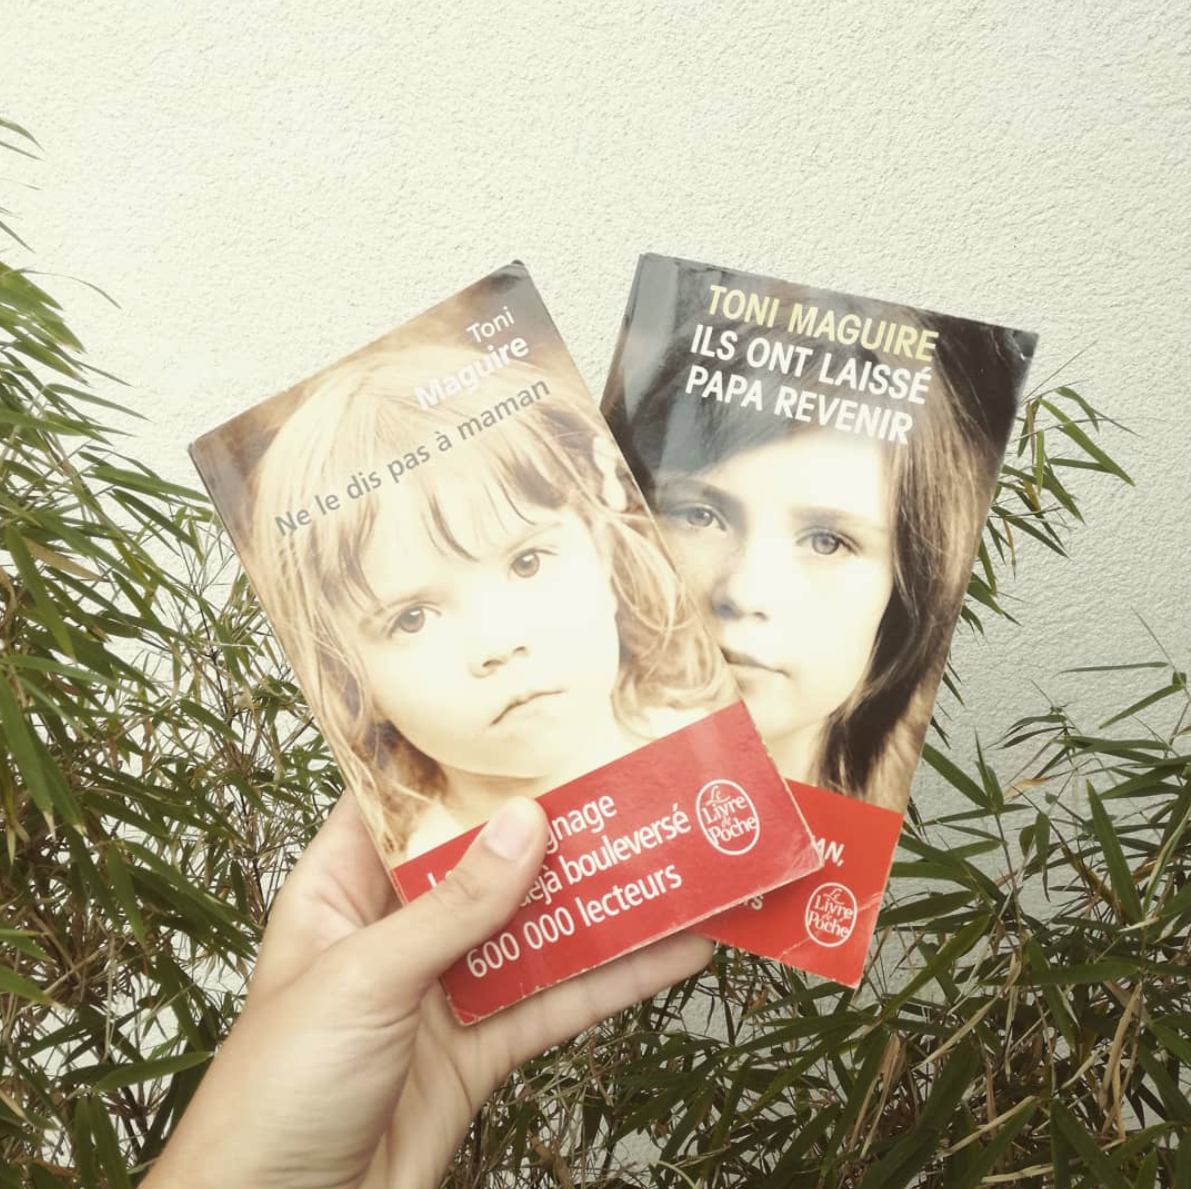 Toni
Maguire
Ne le dis pas à maman
déjà bouleversé
600 000 lecteurs
Le
Livre
de
Poche
TONI MAGUIRE
ILS ONT LAISSÉ
PAPA REVENIR
Le
Livre
de
Poche